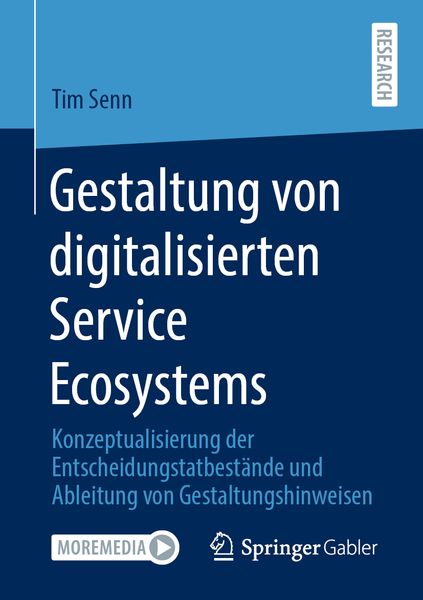 RESEARCH
Tim Senn
Gestaltung von
digitalisierten
Service
Ecosystems
Konzeptualisierung der
Entscheidungstatbestände und
Ableitung von Gestaltungshinweisen
MOREMEDIA
Springer Gabler